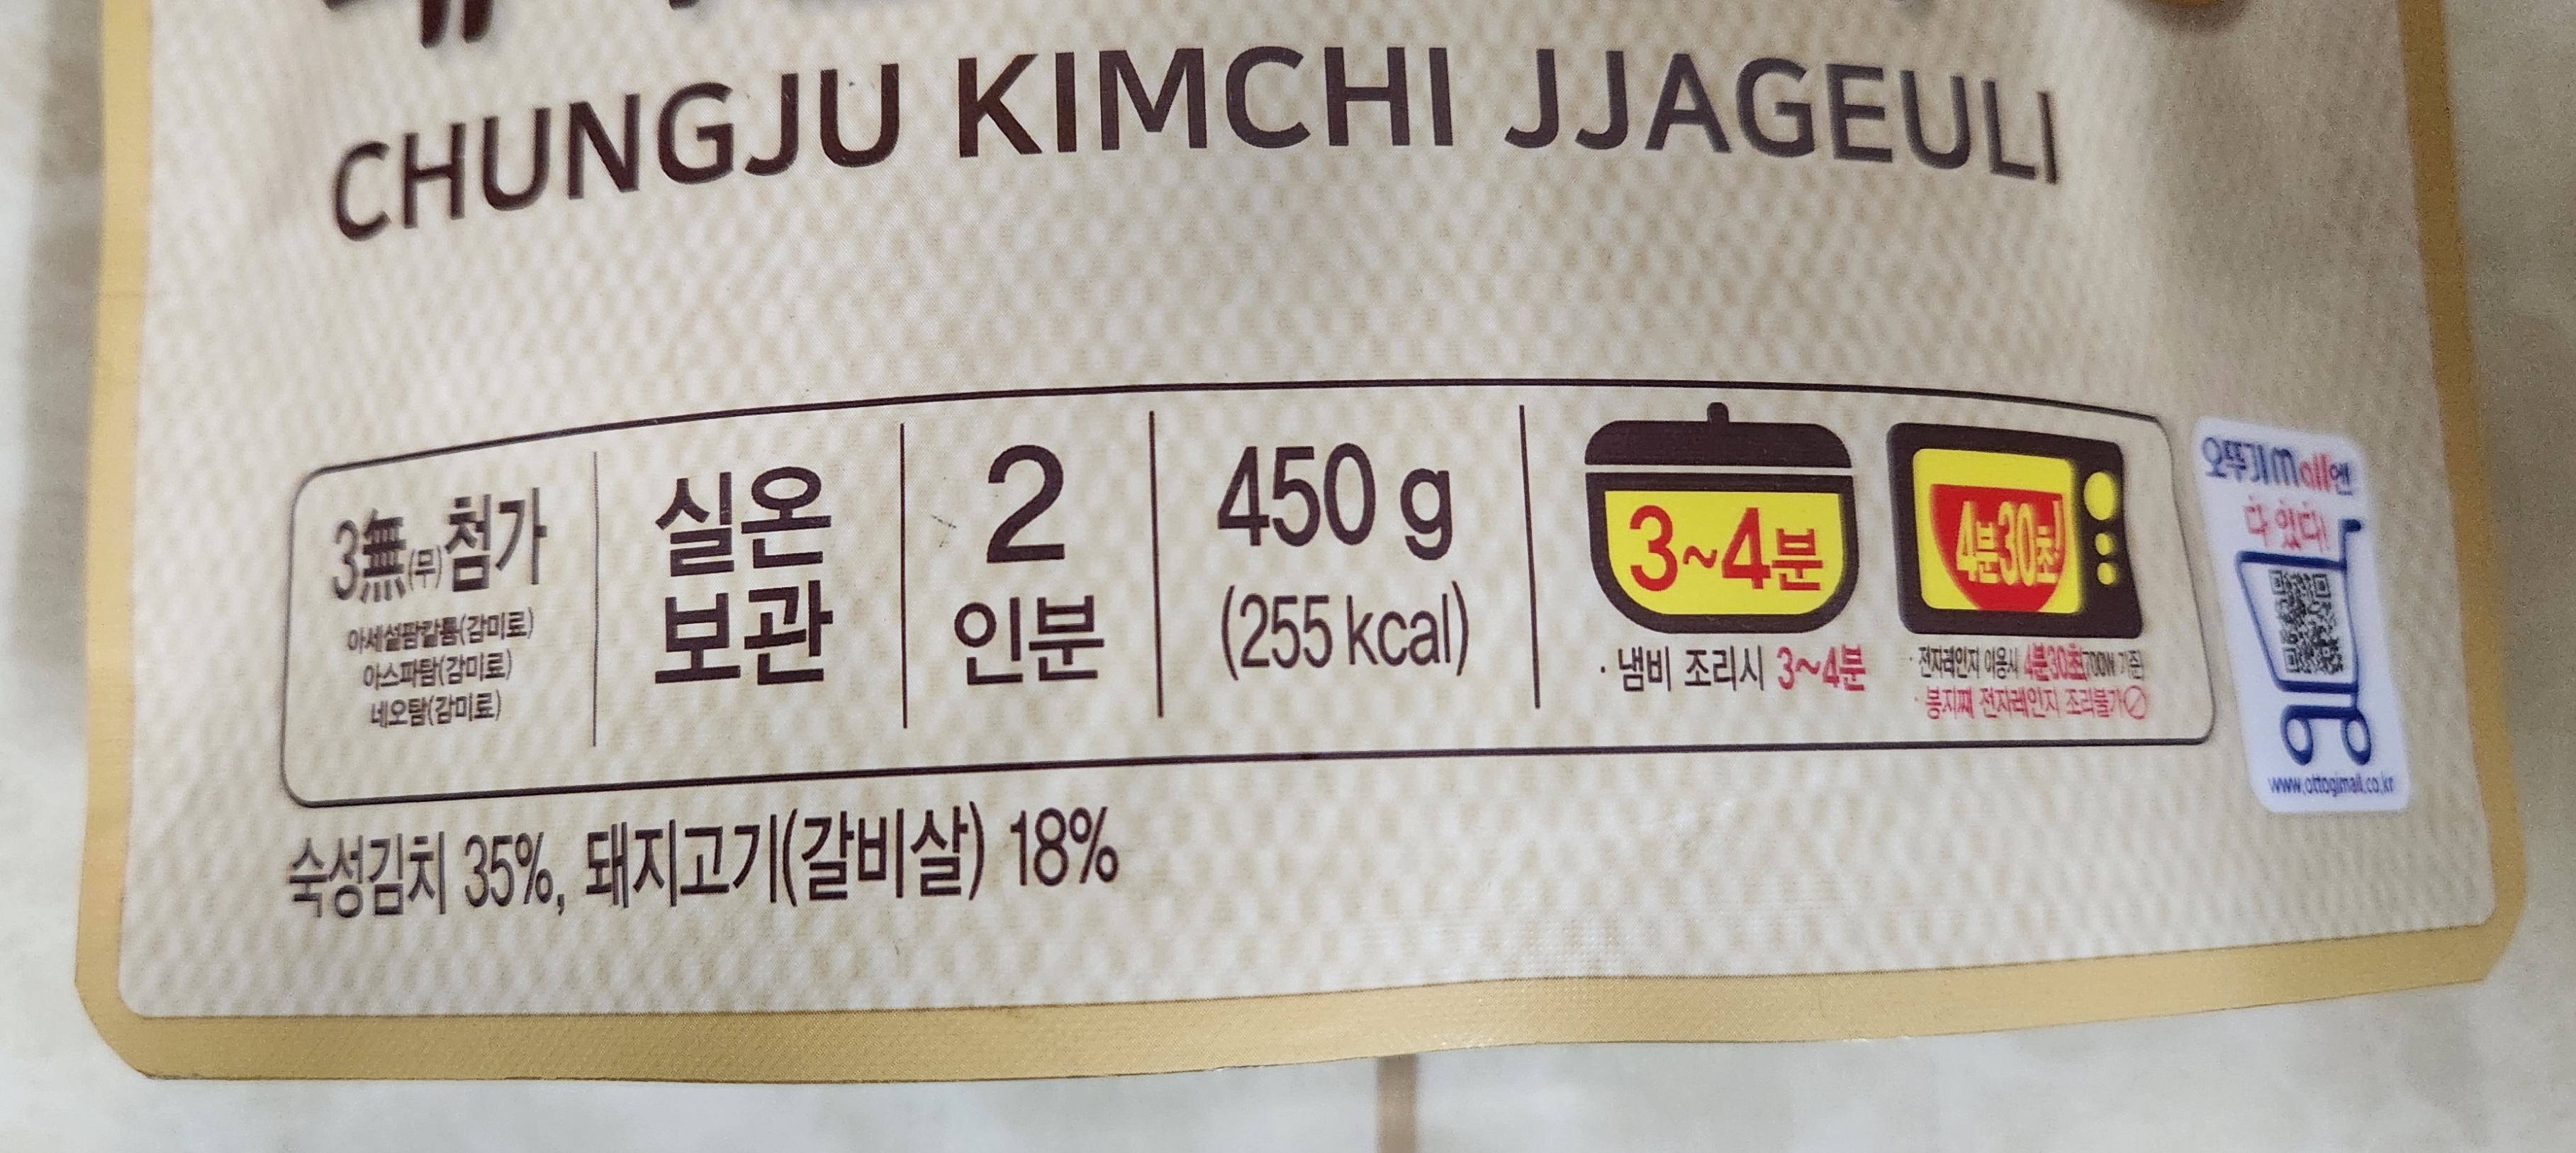 CHUNGJU KIMCHI JJAGEULI
3無(무)첨가
아세설팜칼륨(감미료)
아스파탐(감미료)
네오탐(감미료)
실온
보관
2
인분
450 g
(255 kcal)
3~4분
· 냄비 조리시 3~4분
4분30초
· 전자레인지 이용시 4분30초(700W 기준)
· 봉지째 전자레인지 조리불가
오뚜기mall엔
다 있다!
www.ottogimall.co.kr
숙성김치 35%, 돼지고기(갈비살) 18%